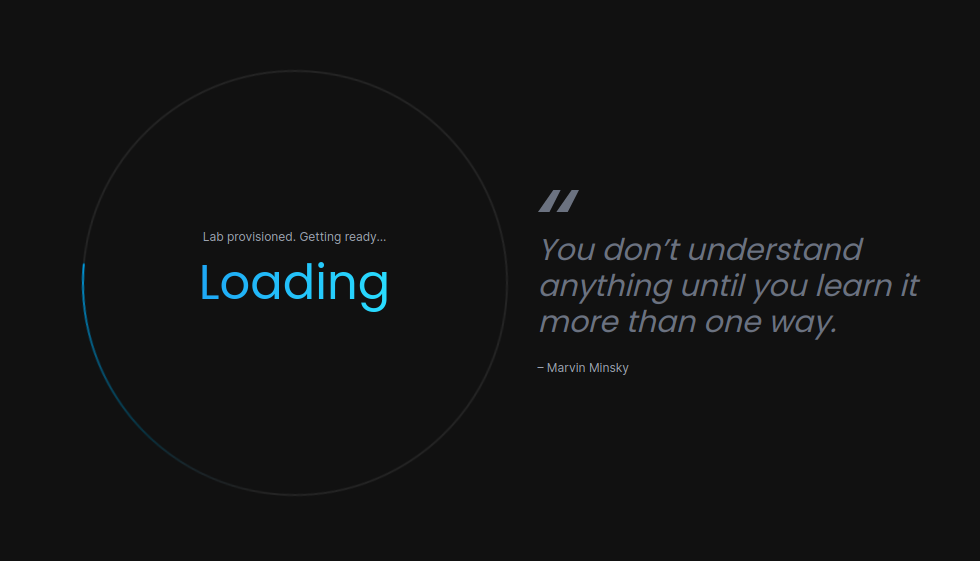 Lab provisioned. Getting ready...
Loading
“
You don’t understand
anything until you learn it
more than one way.
– Marvin Minsky